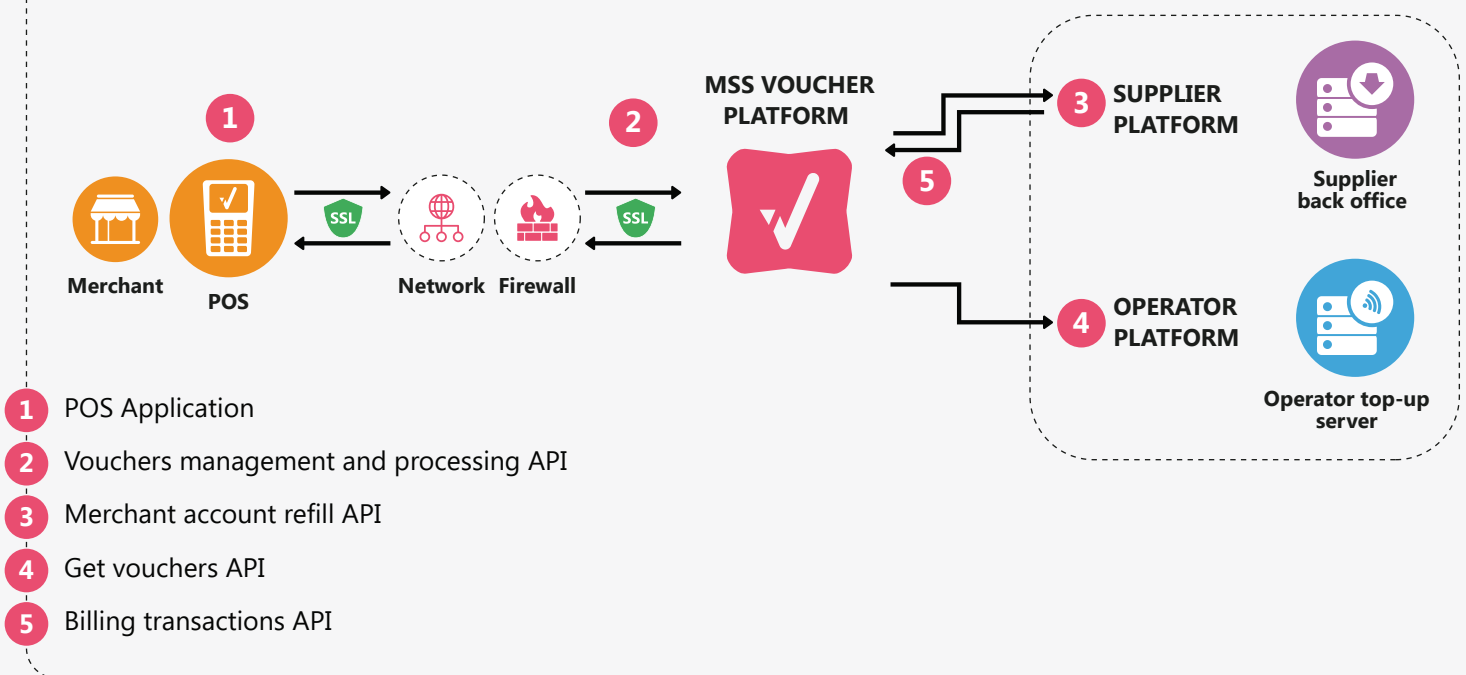 MSS VOUCHER
PLATFORM
1
2
3
SUPPLIER
PLATFORM
Supplier
back office
5
SSL
SSL
Merchant
POS
Network
Firewall
4
OPERATOR
PLATFORM
Operator top-up
server
1 POS Application
2 Vouchers management and processing API
3 Merchant account refill API
4 Get vouchers API
5 Billing transactions API